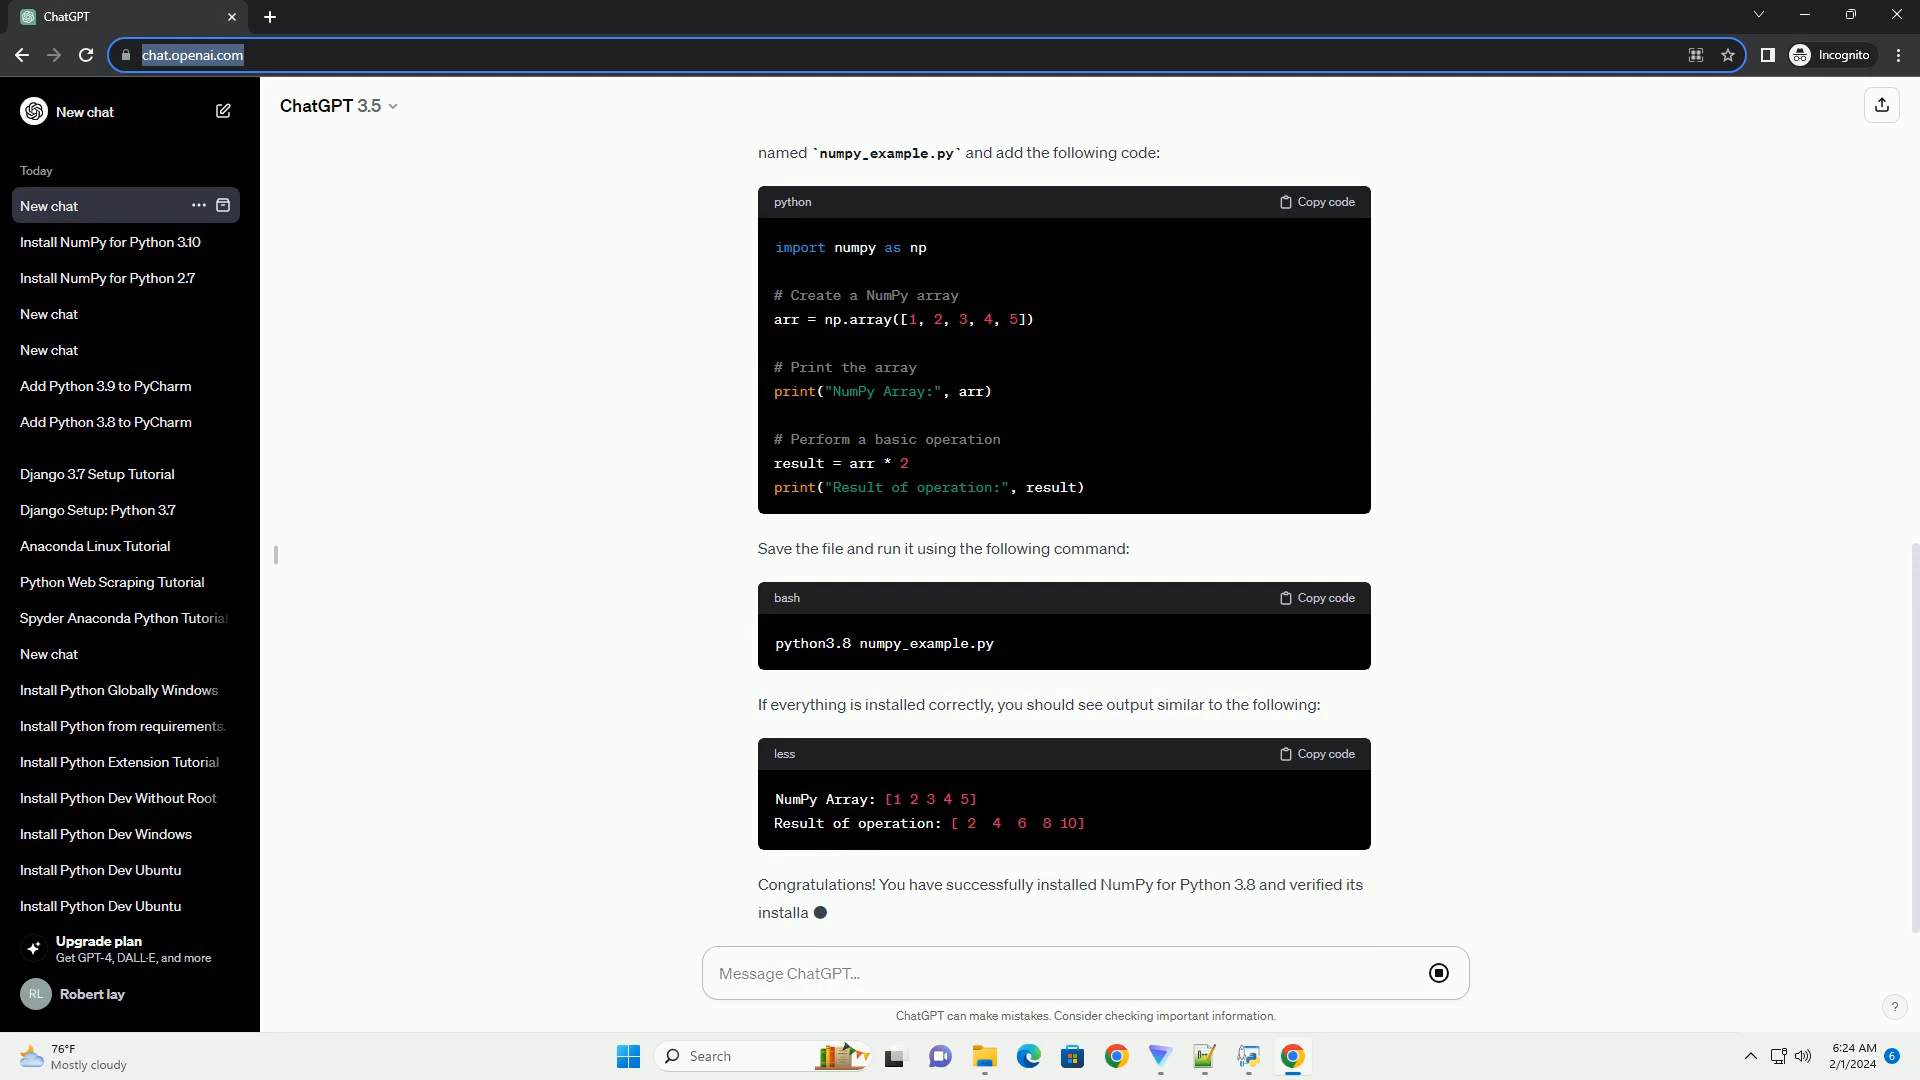 ChatGPT
chat.openai.com
Incognito
New chat
ChatGPT 3.5
Today
New chat
Install NumPy for Python 3.10
Install NumPy for Python 2.7
New chat
New chat
Add Python 3.9 to PyCharm
Add Python 3.8 to PyCharm
Django 3.7 Setup Tutorial
Django Setup: Python 3.7
Anaconda Linux Tutorial
Python Web Scraping Tutorial
Spyder Anaconda Python Tutorial
New chat
Install Python Globally Windows
Install Python from requirements.
Install Python Extension Tutorial
Install Python Dev Without Root
Install Python Dev Windows
Install Python Dev Ubuntu
Install Python Dev Ubuntu
Upgrade plan
Get GPT-4, DALL·E, and more
RL Robert lay
named `numpy_example.py` and add the following code:
python Copy code
import numpy as np
# Create a NumPy array
arr = np.array([1, 2, 3, 4, 5])
# Print the array
print("NumPy Array:", arr)
# Perform a basic operation
result = arr * 2
print("Result of operation:", result)
Save the file and run it using the following command:
bash Copy code
python3.8 numpy_example.py
If everything is installed correctly, you should see output similar to the following:
less Copy code
NumPy Array: [1 2 3 4 5]
Result of operation: [ 2  4  6  8 10]
Congratulations! You have successfully installed NumPy for Python 3.8 and verified its
installa
Message ChatGPT...
ChatGPT can make mistakes. Consider checking important information.
?
76°F
Mostly cloudy
Search
6:24 AM
2/1/2024
6